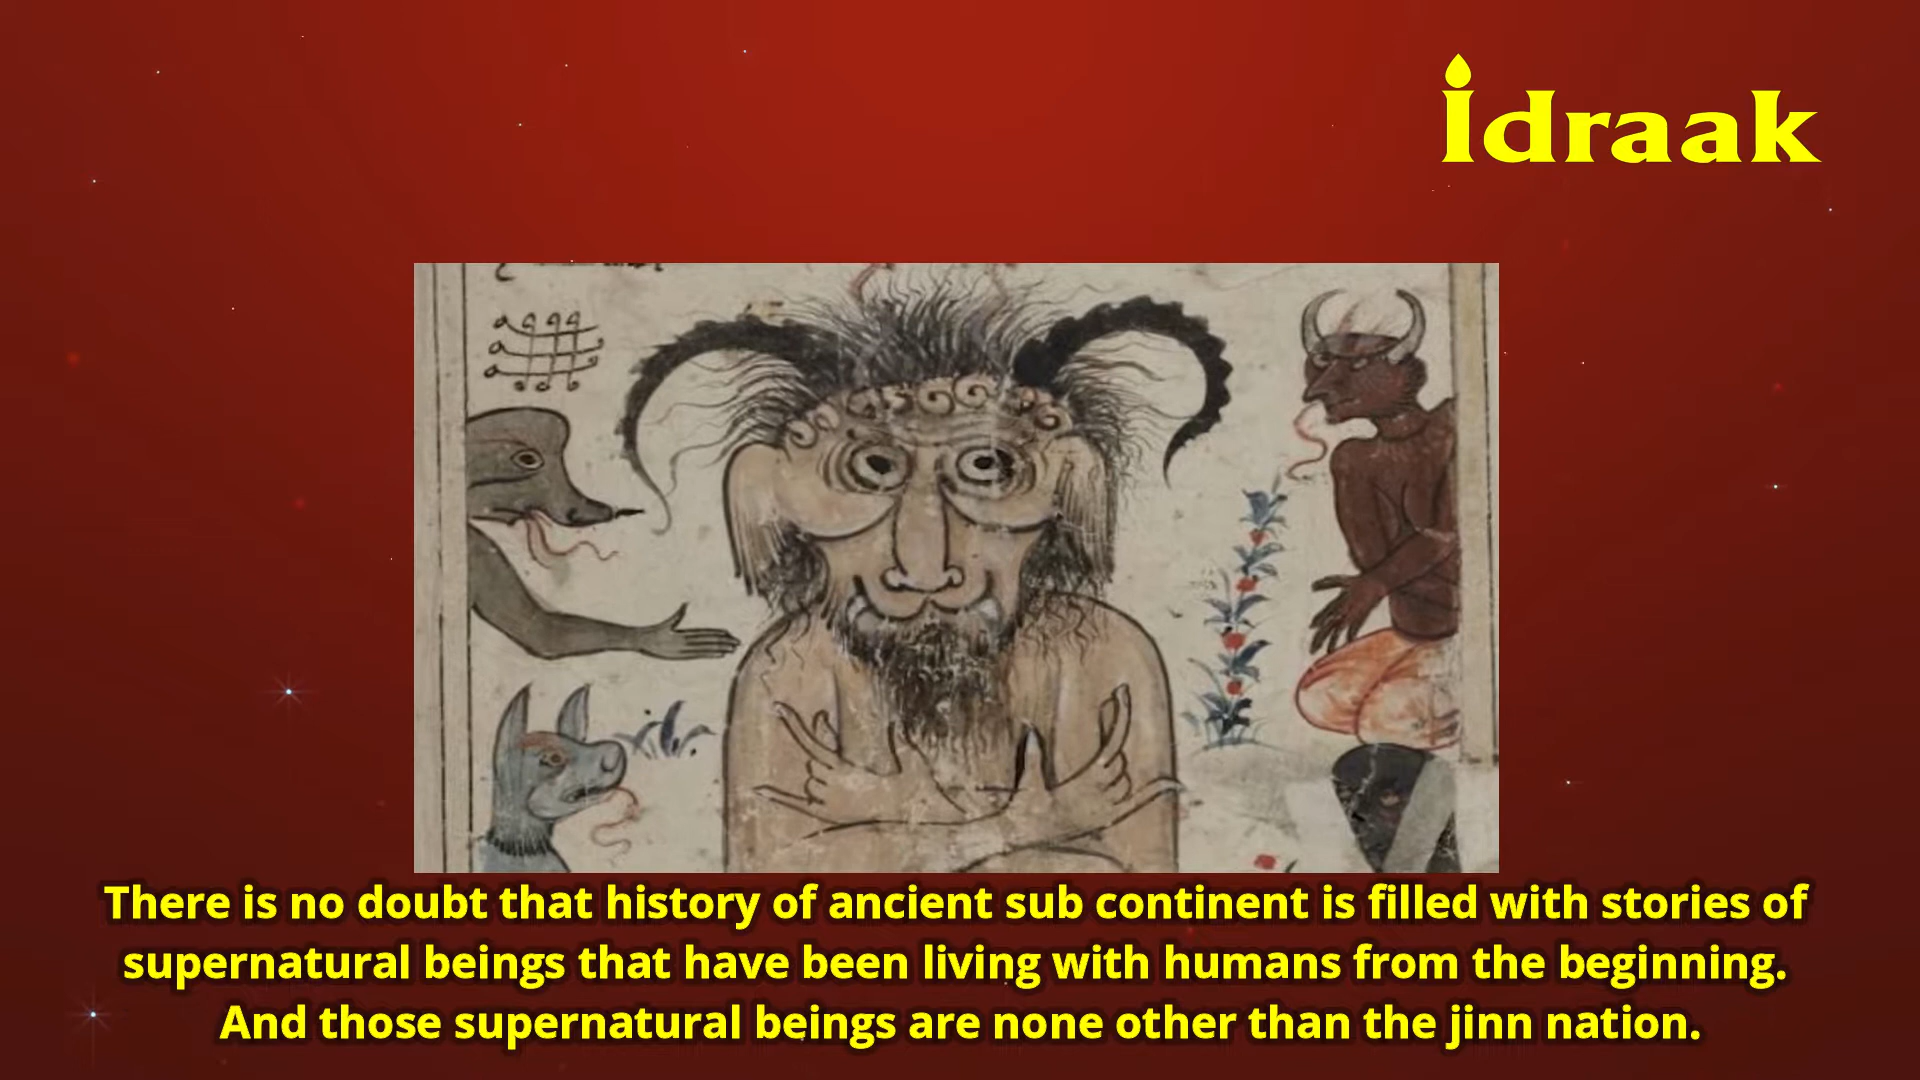 idraak
There is no doubt that history of ancient sub continent is filled with stories of
supernatural beings that have been living with humans from the beginning.
And those supernatural beings are none other than the jinn nation.